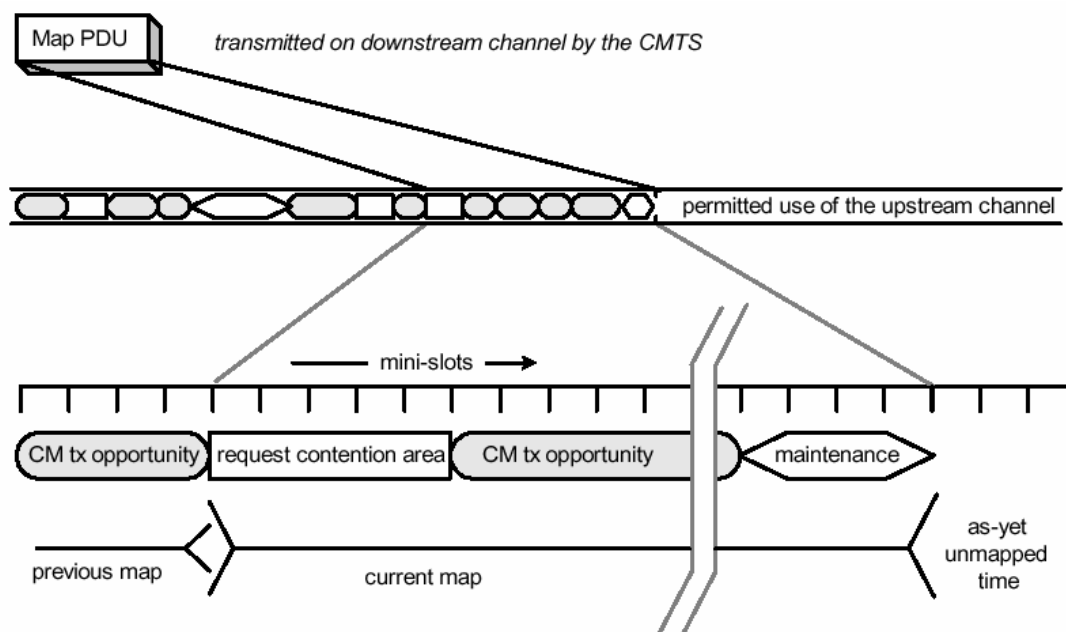 Map PDU
transmitted on downstream channel by the CMTS
permitted use of the upstream channel
mini-slots
CM tx opportunity
request contention area
CM tx opportunity
maintenance
previous map
current map
as-yet
unmapped
time